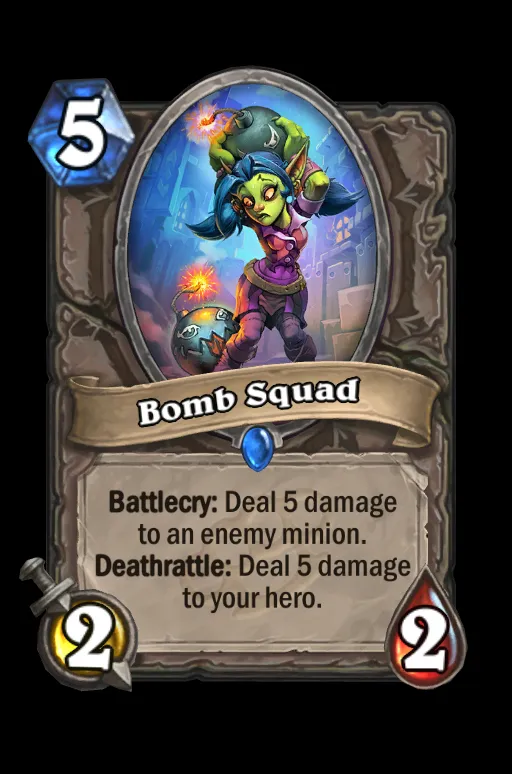 5
Bomb Squad
Battlecry: Deal 5 damage
to an enemy minion.
Deathrattle: Deal 5 damage
to your hero.
2
2